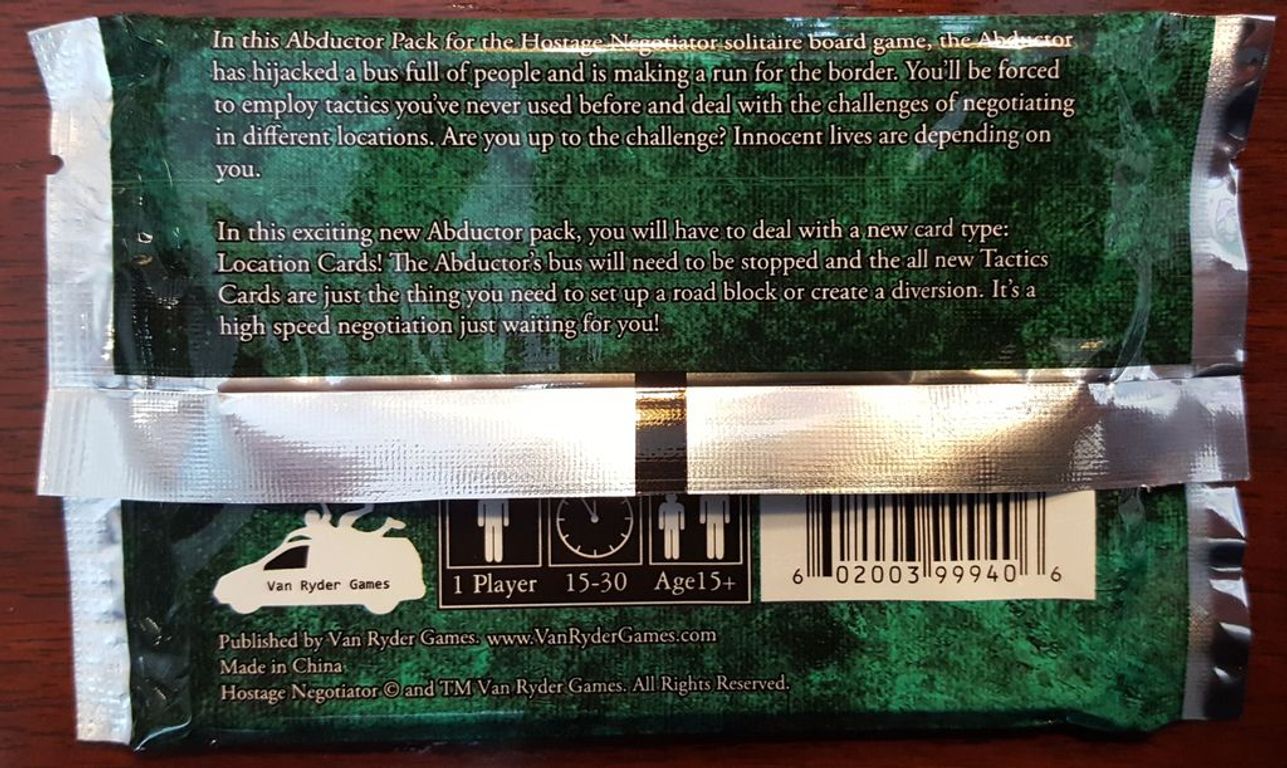 In this Abductor Pack for the Hostage Negotiator solitaire board game, the Abductor
has hijacked a bus full of people and is making a run for the border. You'll be forced
to employ tactics you've never used before and deal with the challenges of negotiating
in different locations. Are you up to the challenge? Innocent lives are depending on
you.
In this exciting new Abductor pack, you will have to deal with a new card type:
Location Cards! The Abductor's bus will need to be stopped and the all new Tactics
Cards are just the thing you need to set up a road block or create a diversion. It's a
high speed negotiation just waiting for you!
Van Ryder Games
1 Player 15-30 Age15+
6 02003 99940 6
Published by Van Ryder Games. www.VanRyderGames.com
Made in China
Hostage Negotiator © and TM Van Ryder Games. All Rights Reserved.